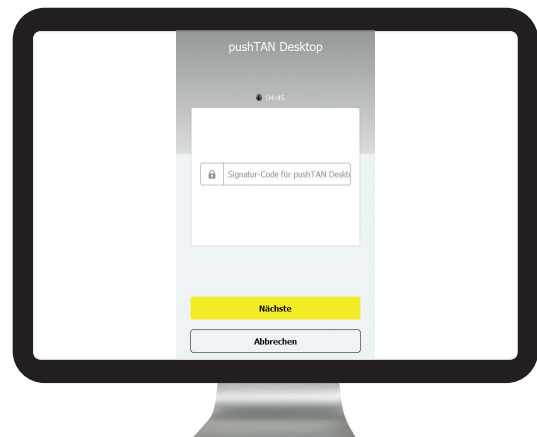 pushTAN Desktop
04:45
Signatur-Code für pushTAN Deskt
Nächste
Abbrechen